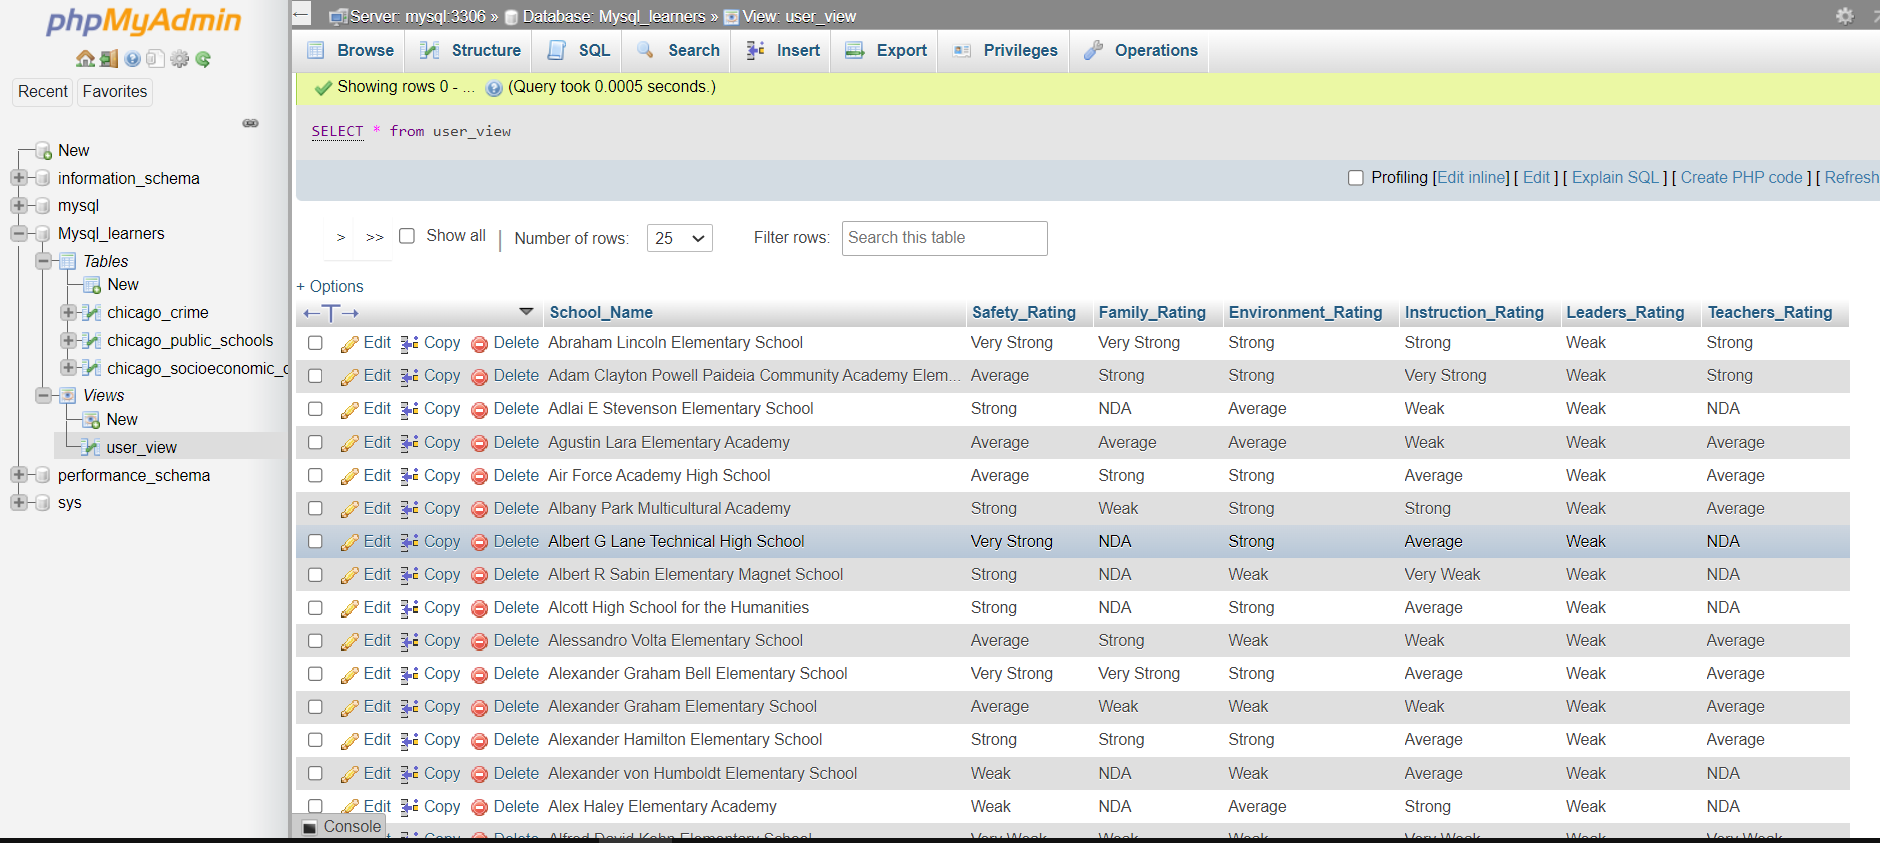 phpMyAdmin
Recent Favorites
New
information_schema
mysql
Mysql_learners
Tables
New
chicago_crime
chicago_public_schools
chicago_socioeconomic_
Views
New
user_view
performance_schema
sys
Server: mysql:3306 » Database: Mysql_learners » View: user_view
Browse Structure SQL Search Insert Export Privileges Operations
Showing rows 0 - ... (Query took 0.0005 seconds.)
SELECT * from user_view
Profiling [Edit inline] [ Edit ] [ Explain SQL ] [ Create PHP code ] [ Refresh
> >> Show all | Number of rows: 25 Filter rows: Search this table
+ Options
←T→ School_Name Safety_Rating Family_Rating Environment_Rating Instruction_Rating Leaders_Rating Teachers_Rating
Edit Copy Delete Abraham Lincoln Elementary School Very Strong Very Strong Strong Strong Weak Strong
Edit Copy Delete Adam Clayton Powell Paideia Community Academy Elem... Average Strong Strong Very Strong Weak Strong
Edit Copy Delete Adlai E Stevenson Elementary School Strong NDA Average Weak Weak NDA
Edit Copy Delete Agustin Lara Elementary Academy Average Average Average Weak Weak Average
Edit Copy Delete Air Force Academy High School Average Strong Strong Average Weak Average
Edit Copy Delete Albany Park Multicultural Academy Strong Weak Strong Strong Weak Average
Edit Copy Delete Albert G Lane Technical High School Very Strong NDA Strong Average Weak NDA
Edit Copy Delete Albert R Sabin Elementary Magnet School Strong NDA Weak Very Weak Weak NDA
Edit Copy Delete Alcott High School for the Humanities Strong NDA Strong Average Weak NDA
Edit Copy Delete Alessandro Volta Elementary School Average Strong Weak Weak Weak Average
Edit Copy Delete Alexander Graham Bell Elementary School Very Strong Very Strong Strong Average Weak Average
Edit Copy Delete Alexander Graham Elementary School Average Weak Weak Weak Weak Average
Edit Copy Delete Alexander Hamilton Elementary School Strong Strong Strong Average Weak Average
Edit Copy Delete Alexander von Humboldt Elementary School Weak NDA Weak Average Weak NDA
Edit Copy Delete Alex Haley Elementary Academy Weak NDA Average Strong Weak NDA
Console